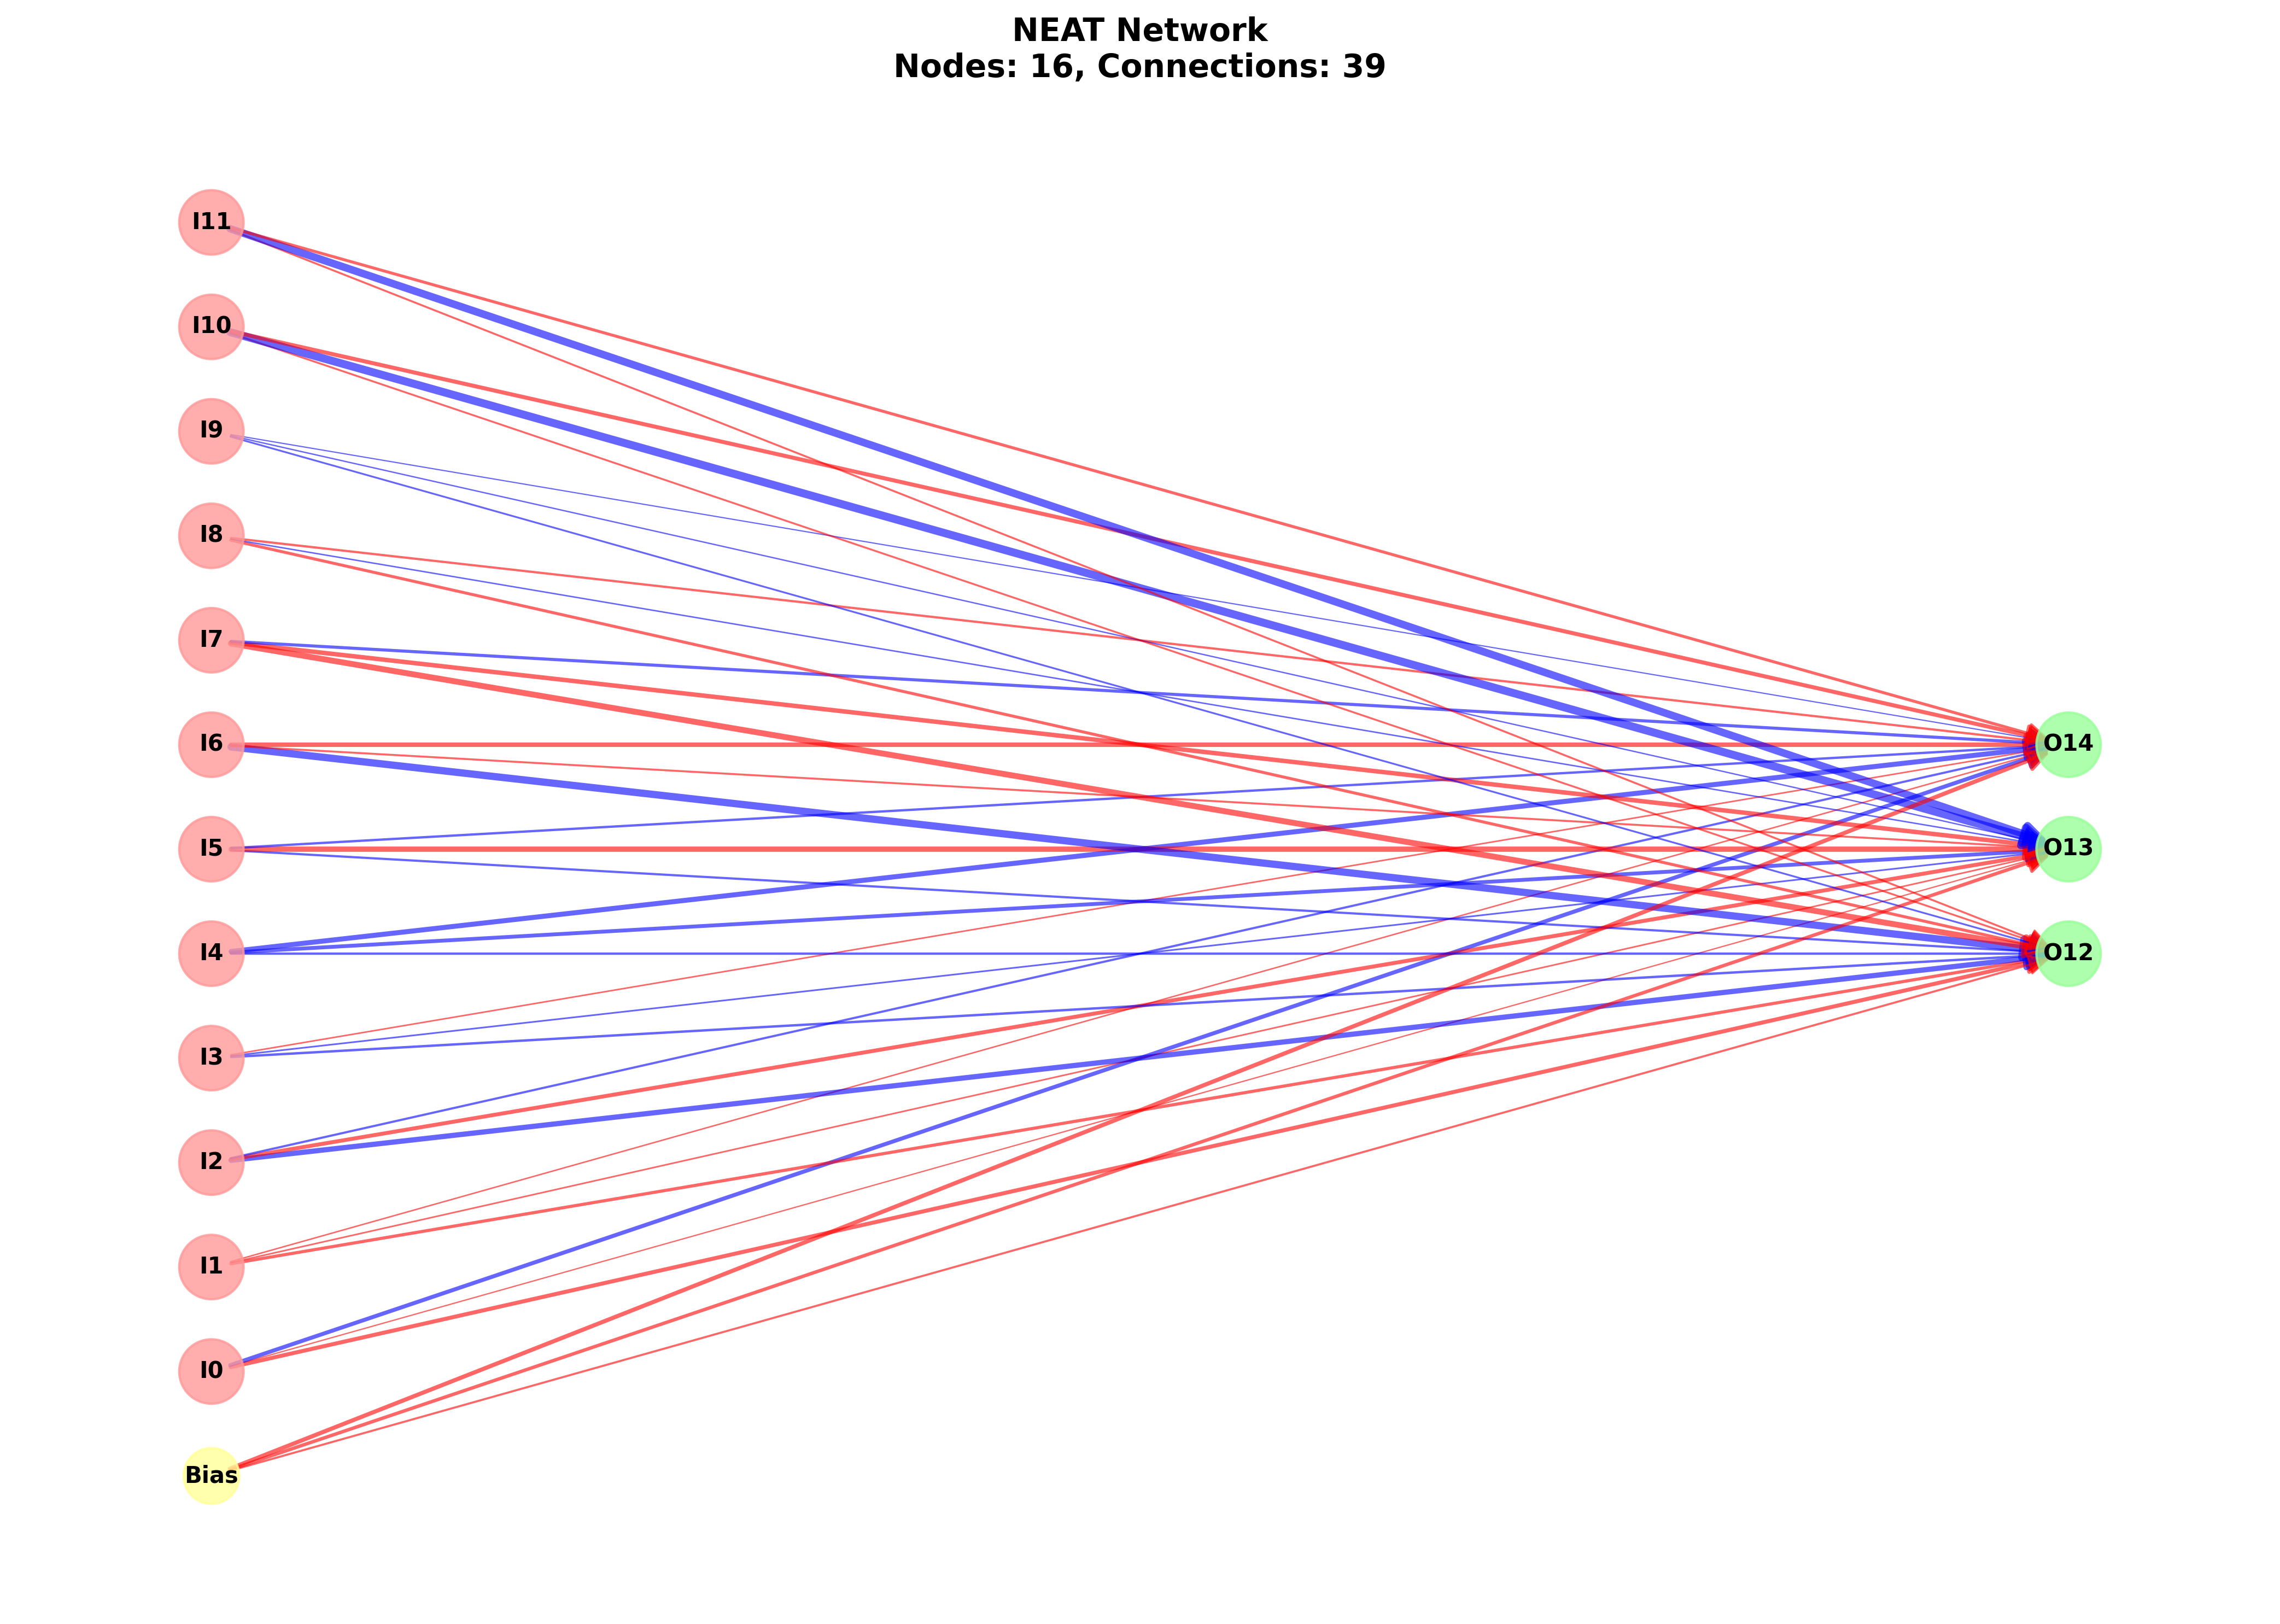 NEAT Network
Nodes: 16, Connections: 39
I11
I10
I9
I8
I7
I6
O14
I5
O13
I4
O12
I3
I2
I1
I0
Bias